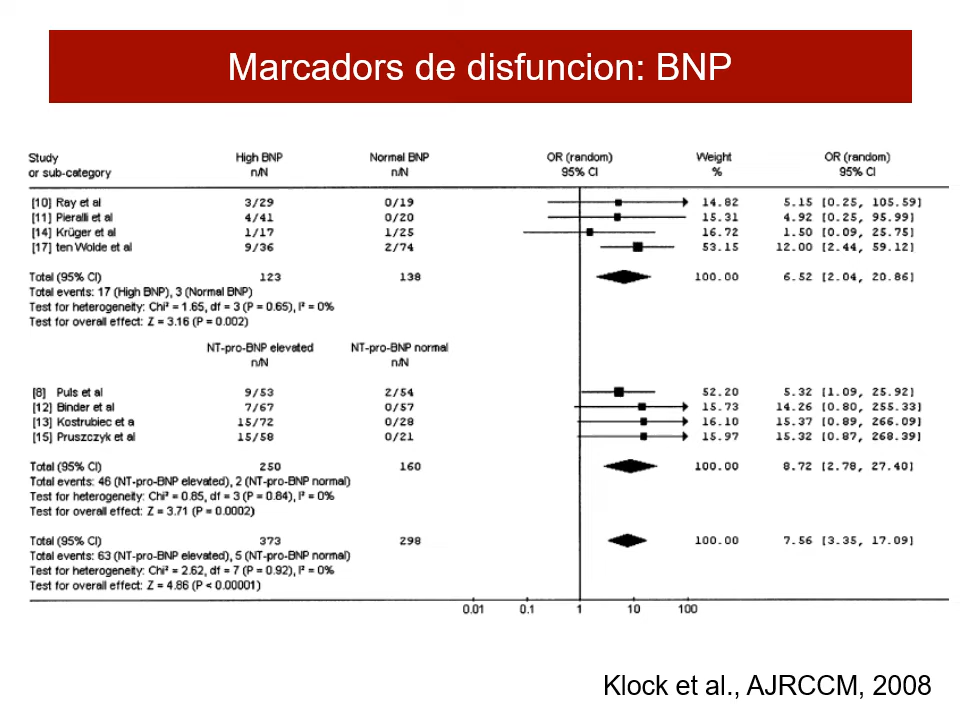 Marcadors de disfuncion: BNP
Study High BNP Normal BNP OR (random) Weight OR (random)
or sub-category n/N n/N 95% CI % 95% CI
[10] Ray et al 3/29 0/19 14.82 5.15 [0.25, 105.59]
[11] Pieralli et al 4/41 0/20 15.31 4.92 [0.25, 95.99]
[14] Krüger et al 1/17 1/25 16.72 1.50 [0.09, 25.75]
[17] ten Wolde et al 9/36 2/74 53.15 12.00 [2.44, 59.12]
Total (95% CI) 123 138 100.00 6.52 [2.04, 20.86]
Total events: 17 (High BNP), 3 (Normal BNP)
Test for heterogeneity: Chi² = 1.65, df = 3 (P = 0.65), I² = 0%
Test for overall effect: Z = 3.16 (P = 0.002)
NT-pro-BNP elevated NT-pro-BNP normal
n/N n/N
[8] Puls et al 9/53 2/54 52.20 5.32 [1.09, 25.92]
[12] Binder et al 7/67 0/57 15.73 14.26 [0.80, 255.33]
[13] Kostrubiec et a 15/72 0/28 16.10 15.37 [0.89, 266.09]
[15] Pruszczyk et al 15/58 0/21 15.97 15.32 [0.87, 268.39]
Total (95% CI) 250 160 100.00 8.72 [2.78, 27.40]
Total events: 46 (NT-pro-BNP elevated), 2 (NT-pro-BNP normal)
Test for heterogeneity: Chi² = 0.85, df = 3 (P = 0.84), I² = 0%
Test for overall effect: Z = 3.71 (P = 0.0002)
Total (95% CI) 373 298 100.00 7.56 [3.35, 17.09]
Total events: 63 (NT-pro-BNP elevated), 5 (NT-pro-BNP normal)
Test for heterogeneity: Chi² = 2.62, df = 7 (P = 0.92), I² = 0%
Test for overall effect: Z = 4.86 (P < 0.00001)
0.01 0.1 1 10 100
Klock et al., AJRCCM, 2008